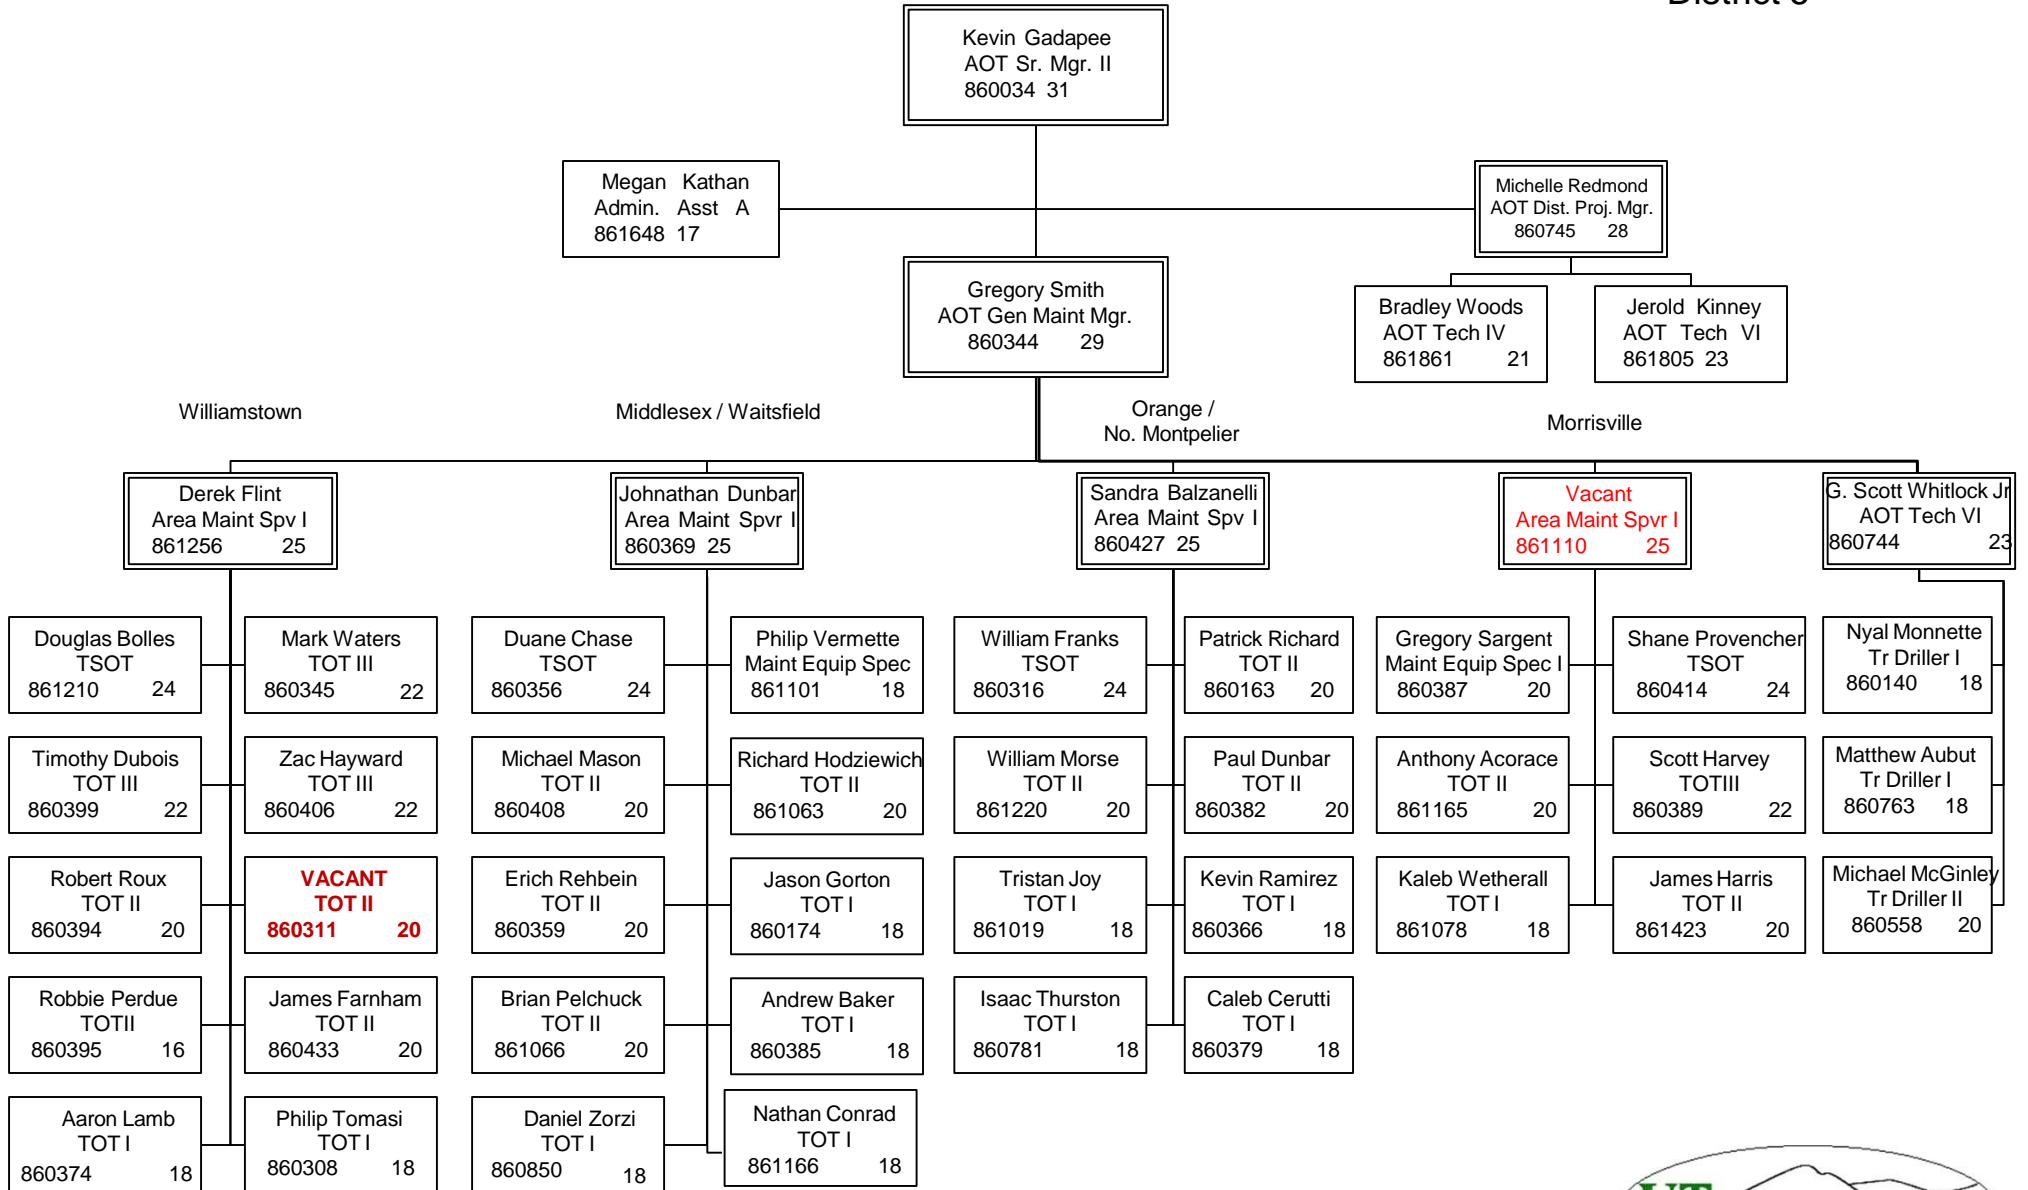 Kevin Gadapee
AOT Sr. Mgr. II
860034 31
Megan Kathan
Admin. Asst A
861648 17
Michelle Redmond
AOT Dist. Proj. Mgr.
860745 28
Gregory Smith
AOT Gen Maint Mgr.
860344 29
Bradley Woods
AOT Tech IV
861861 21
Jerold Kinney
AOT Tech VI
861805 23
Williamstown
Middlesex / Waitsfield
Orange /
No. Montpelier
Morrisville
Derek Flint
Area Maint Spv I
861256 25
Johnathan Dunbar
Area Maint Spvr I
860369 25
Sandra Balzanelli
Area Maint Spv I
860427 25
Vacant
Area Maint Spvr I
861110 25
G. Scott Whitlock Jr
AOT Tech VI
860744 23
Douglas Bolles
TSOT
861210 24
Mark Waters
TOT III
860345 22
Duane Chase
TSOT
860356 24
Philip Vermette
Maint Equip Spec
861101 18
William Franks
TSOT
860316 24
Patrick Richard
TOT II
860163 20
Gregory Sargent
Maint Equip Spec I
860387 20
Shane Provencher
TSOT
860414 24
Nyal Monnette
Tr Driller I
860140 18
Timothy Dubois
TOT III
860399 22
Zac Hayward
TOT III
860406 22
Michael Mason
TOT II
860408 20
Richard Hodziewich
TOT II
861063 20
William Morse
TOT II
861220 20
Paul Dunbar
TOT II
860382 20
Anthony Acorace
TOT II
861165 20
Scott Harvey
TOTIII
860389 22
Matthew Aubut
Tr Driller I
860763 18
Robert Roux
TOT II
860394 20
VACANT
TOT II
860311 20
Erich Rehbein
TOT II
860359 20
Jason Gorton
TOT I
860174 18
Tristan Joy
TOT I
861019 18
Kevin Ramirez
TOT I
860366 18
Kaleb Wetherall
TOT I
861078 18
James Harris
TOT II
861423 20
Michael McGinley
Tr Driller II
860558 20
Robbie Perdue
TOTII
860395 16
James Farnham
TOT II
860433 20
Brian Pelchuck
TOT II
861066 20
Andrew Baker
TOT I
860385 18
Isaac Thurston
TOT I
860781 18
Caleb Cerutti
TOT I
860379 18
Aaron Lamb
TOT I
860374 18
Philip Tomasi
TOT I
860308 18
Daniel Zorzi
TOT I
860850 18
Nathan Conrad
TOT I
861166 18